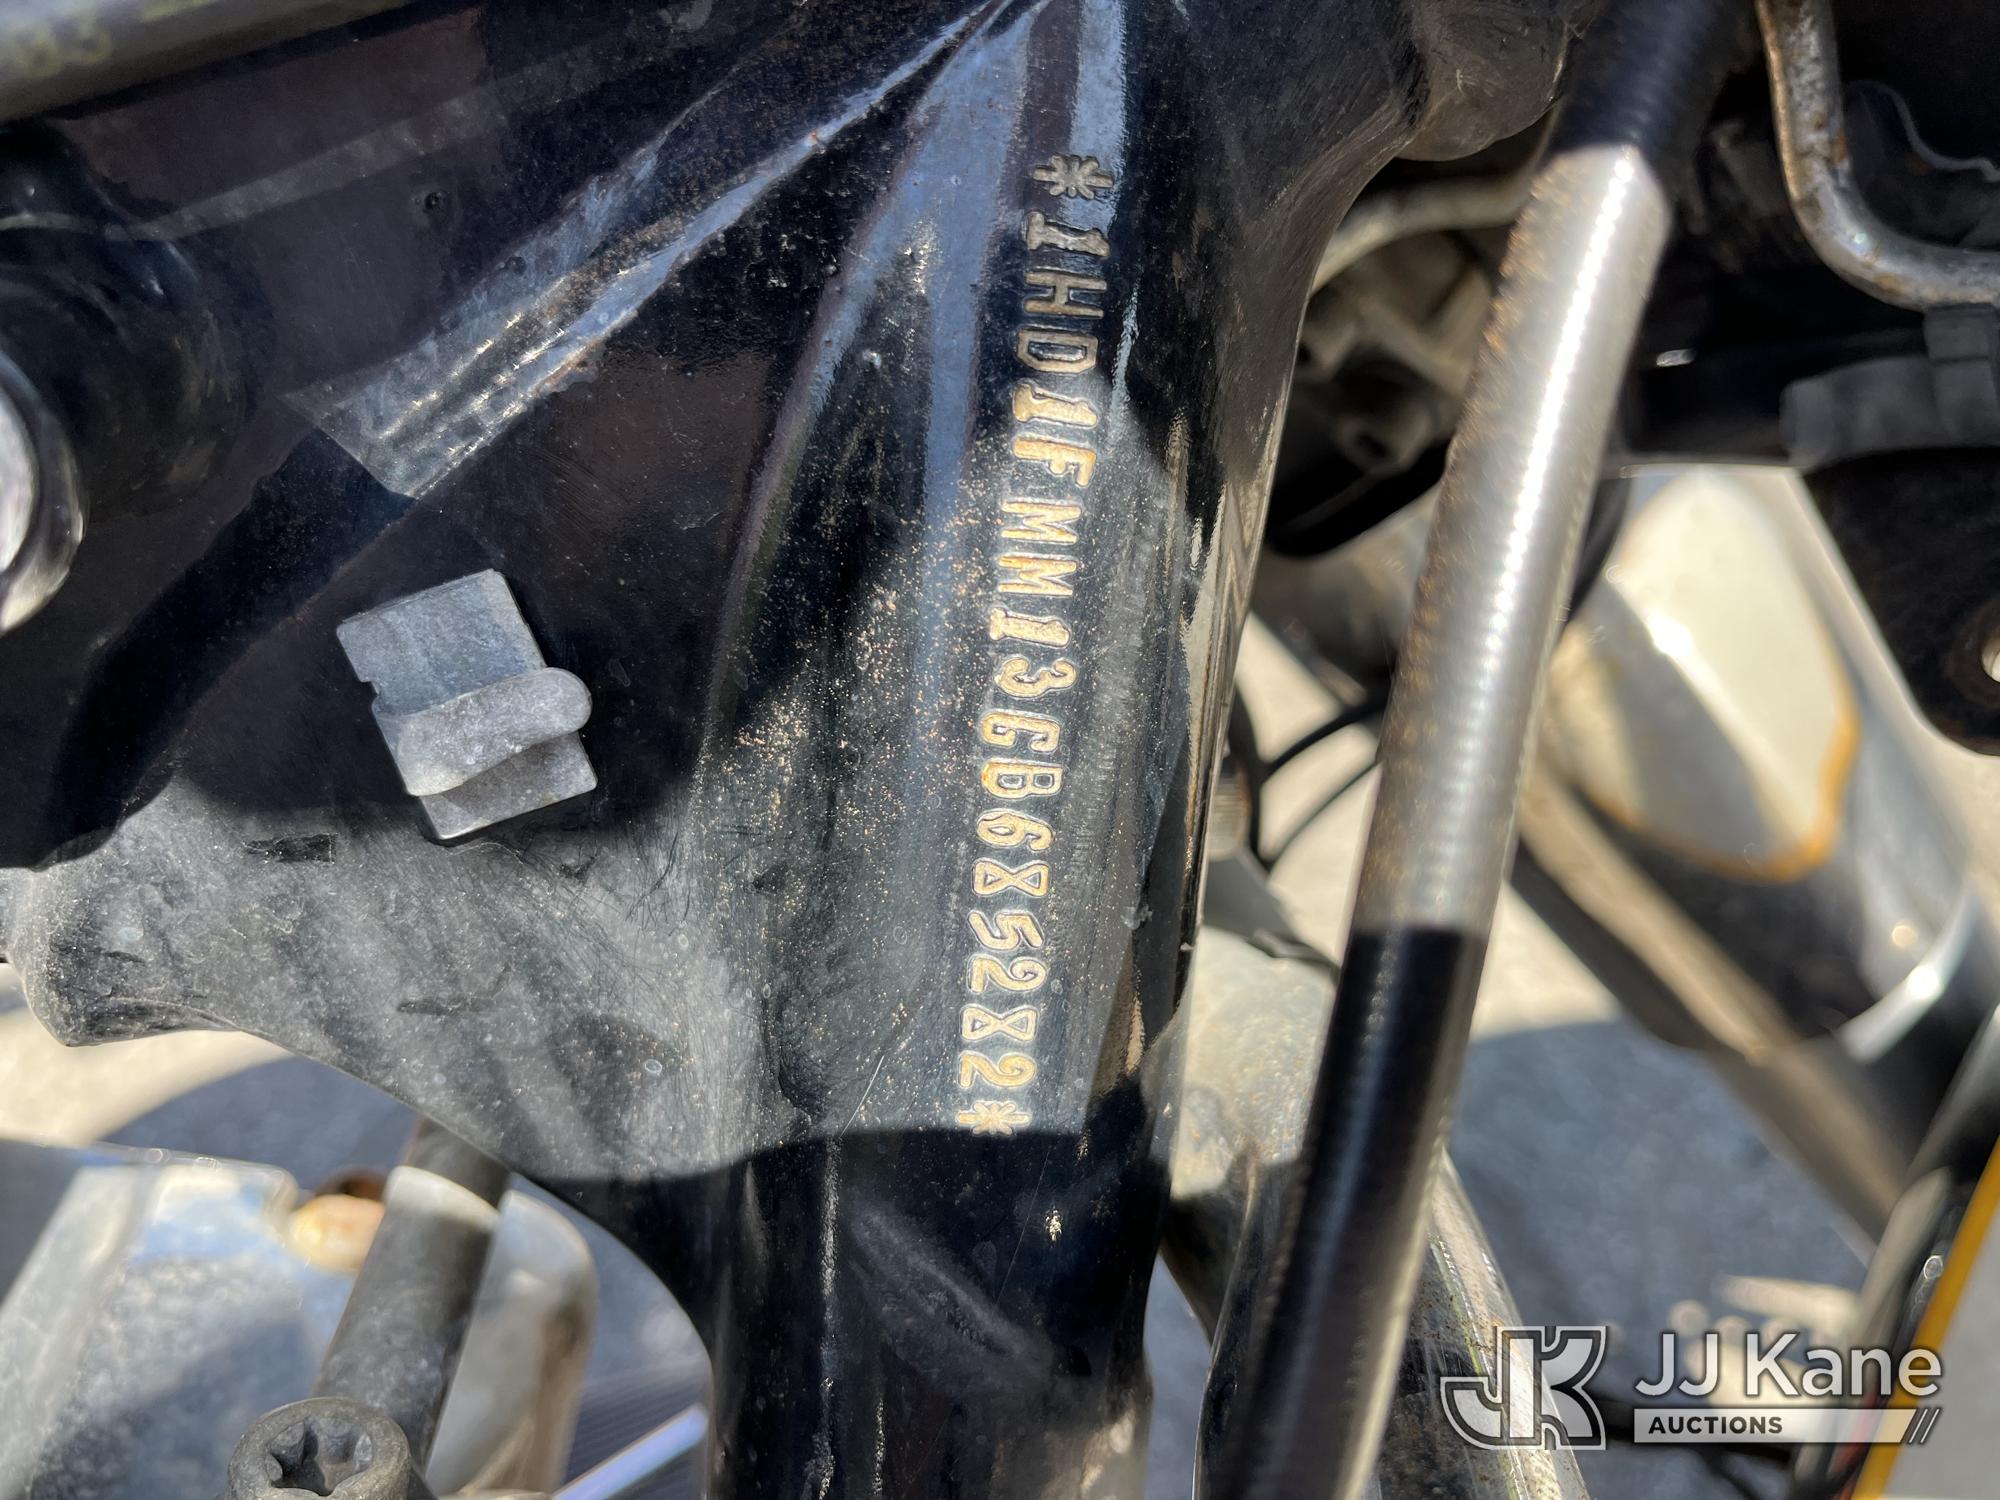 *1HD1FMM13GB685282*
JJ Kane
AUCTIONS